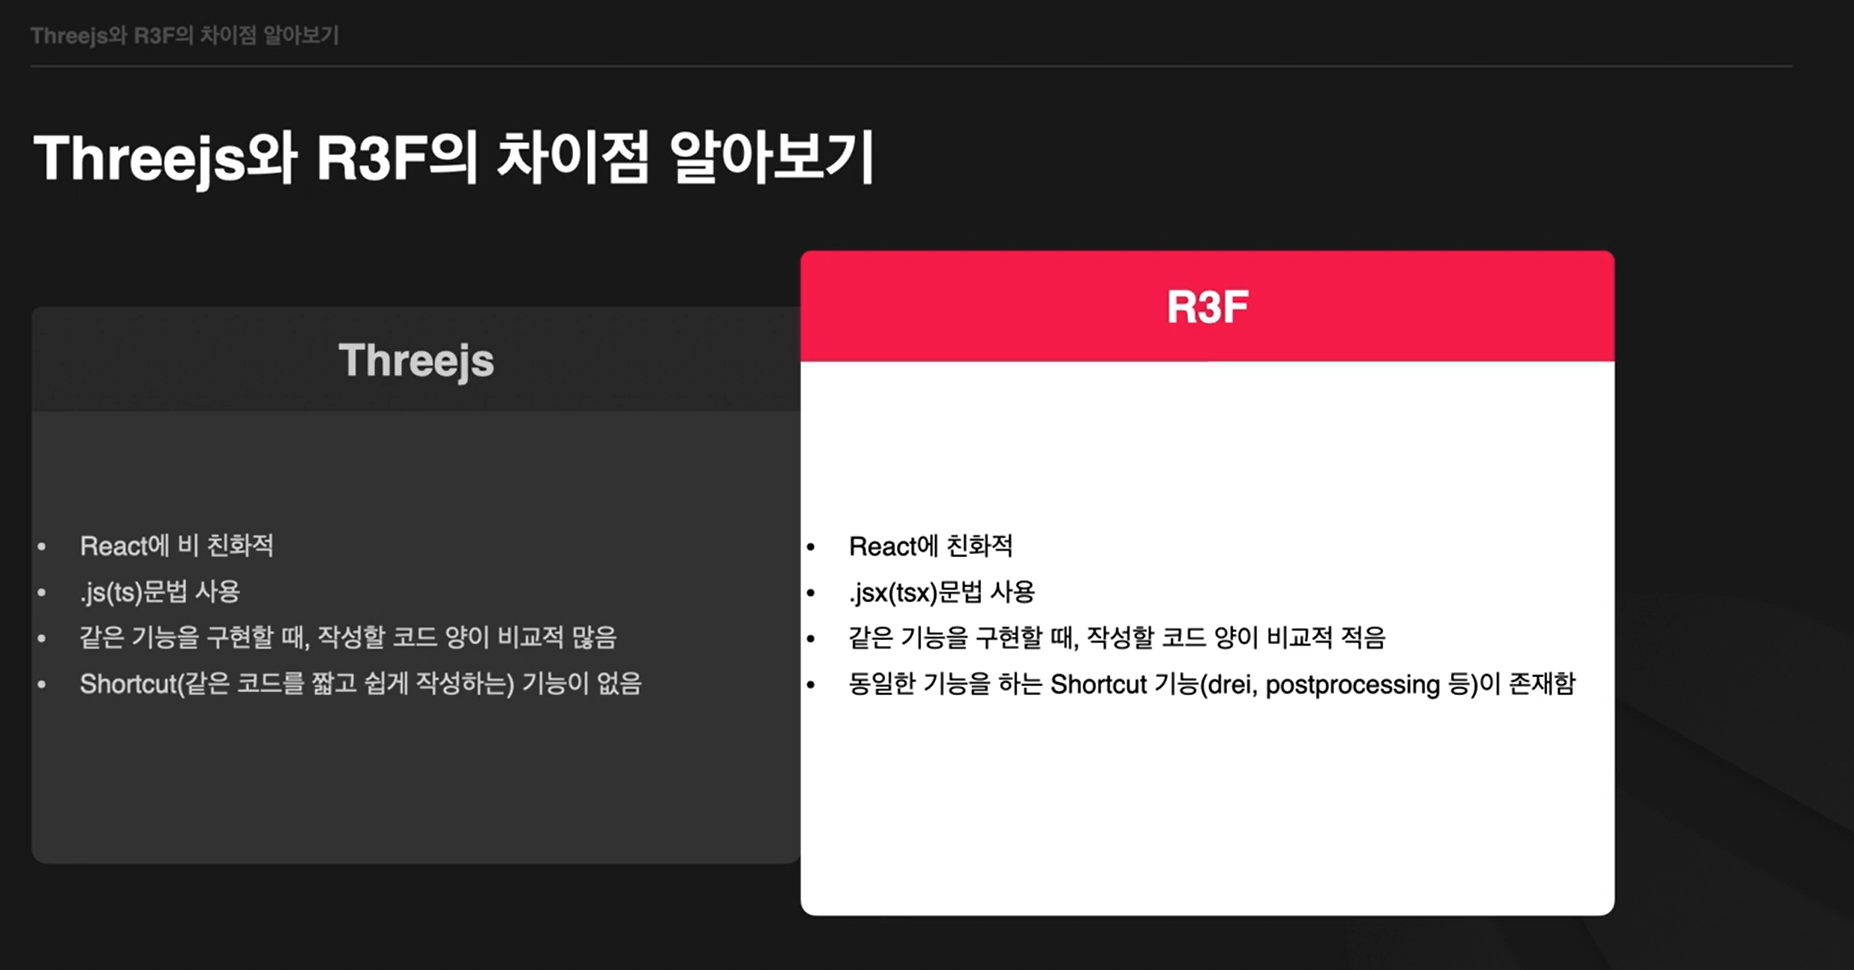 Threejs와 R3F의 차이점 알아보기
Threejs와 R3F의 차이점 알아보기
Threejs
• React에 비 친화적
• .js(ts)문법 사용
• 같은 기능을 구현할 때, 작성할 코드 양이 비교적 많음
• Shortcut(같은 코드를 짧고 쉽게 작성하는) 기능이 없음
R3F
• React에 친화적
• .jsx(tsx)문법 사용
• 같은 기능을 구현할 때, 작성할 코드 양이 비교적 적음
• 동일한 기능을 하는 Shortcut 기능(drei, postprocessing 등)이 존재함